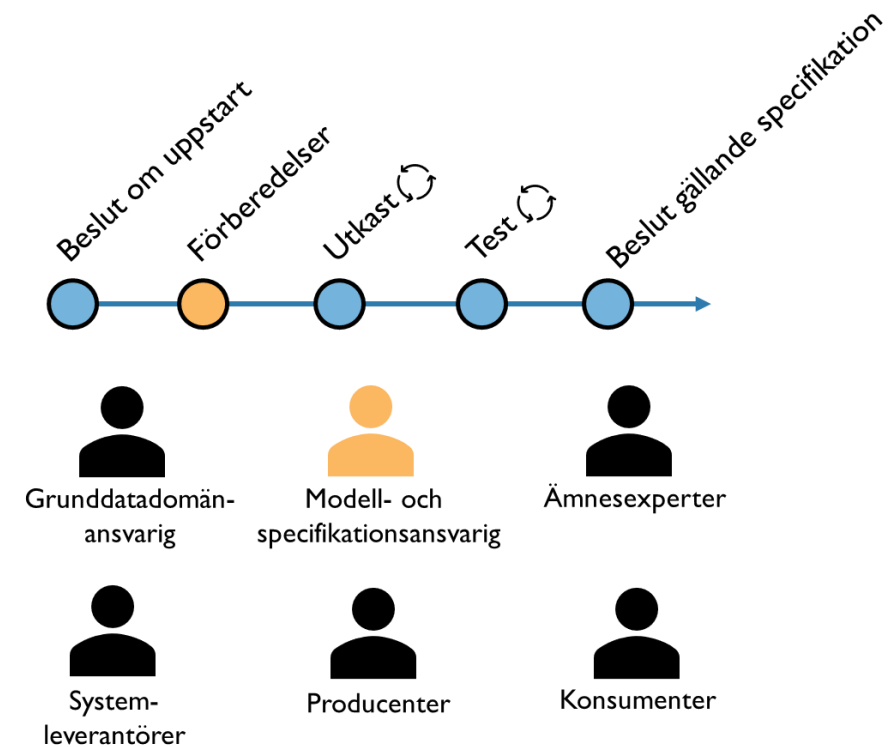 Beslut om uppstart
Förberedelser
Utkast
Test
Beslut gällande specifikation
Grunddatadomän-
ansvarig
Modell- och
specifikationsansvarig
Ämnesexperter
System-
leverantörer
Producenter
Konsumenter